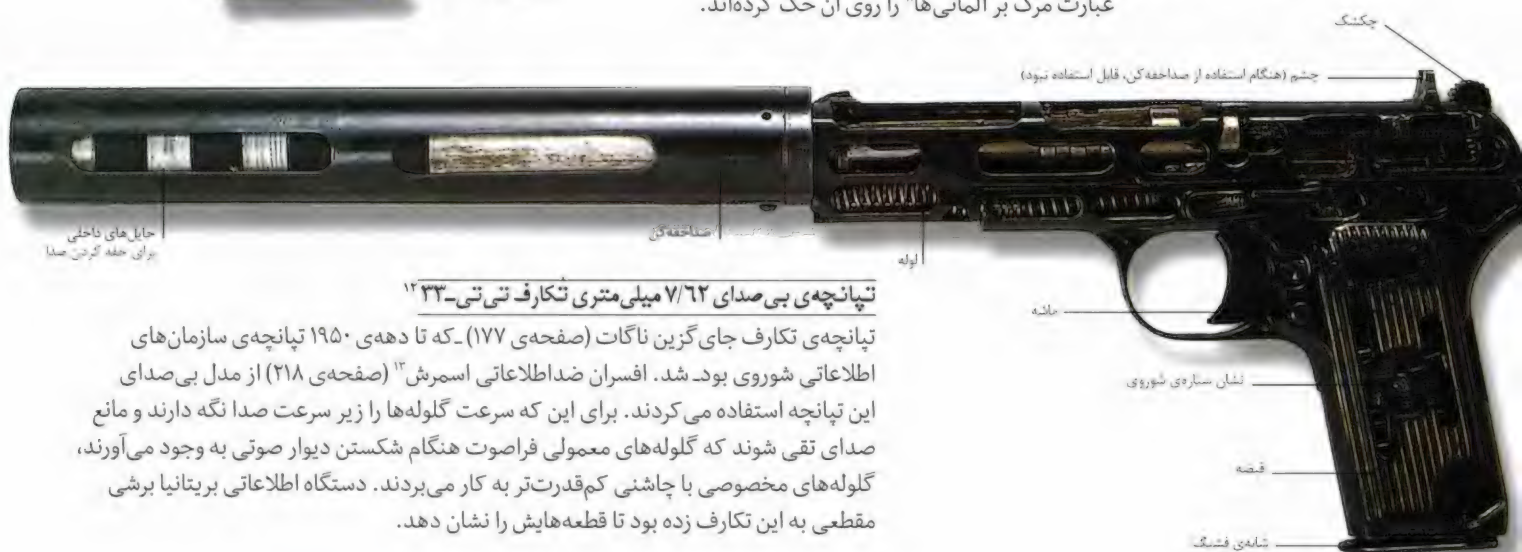 عبارت مرگ بر آلمانی‌ها" را روی آن حک کرده‌اند.
چکشک
چشم (هنگام استفاده از صداخفه‌کن، قابل استفاده نبود)
حایل‌های داخلی
برای خفه کردن صدا
صداخفه‌کن
لوله
ماشه
نشان ستاره‌ی شوروی
قبضه
شانه‌ی فشنگ
تپانچه‌ی بی‌صدای ۷/۶۲ میلی‌متری تکارف تی‌تی-۳۳ ۱۲
تپانچه‌ی تکارف جای‌گزین ناگات (صفحه‌ی ۱۷۷) -که تا دهه‌ی ۱۹۵۰ تپانچه‌ی سازمان‌های
اطلاعاتی شوروی بود- شد. افسران ضداطلاعاتی اسمرش۱۳ (صفحه‌ی ۲۱۸) از مدل بی‌صدای
این تپانچه استفاده می‌کردند. برای این که سرعت گلوله‌ها را زیر سرعت صدا نگه دارند و مانع
صدای تقی شوند که گلوله‌های معمولی فراصوت هنگام شکستن دیوار صوتی به وجود می‌آورند،
گلوله‌های مخصوصی با چاشنی کم‌قدرت‌تر به کار می‌بردند. دستگاه اطلاعاتی بریتانیا برشی
مقطعی به این تکارف زده بود تا قطعه‌هایش را نشان دهد.